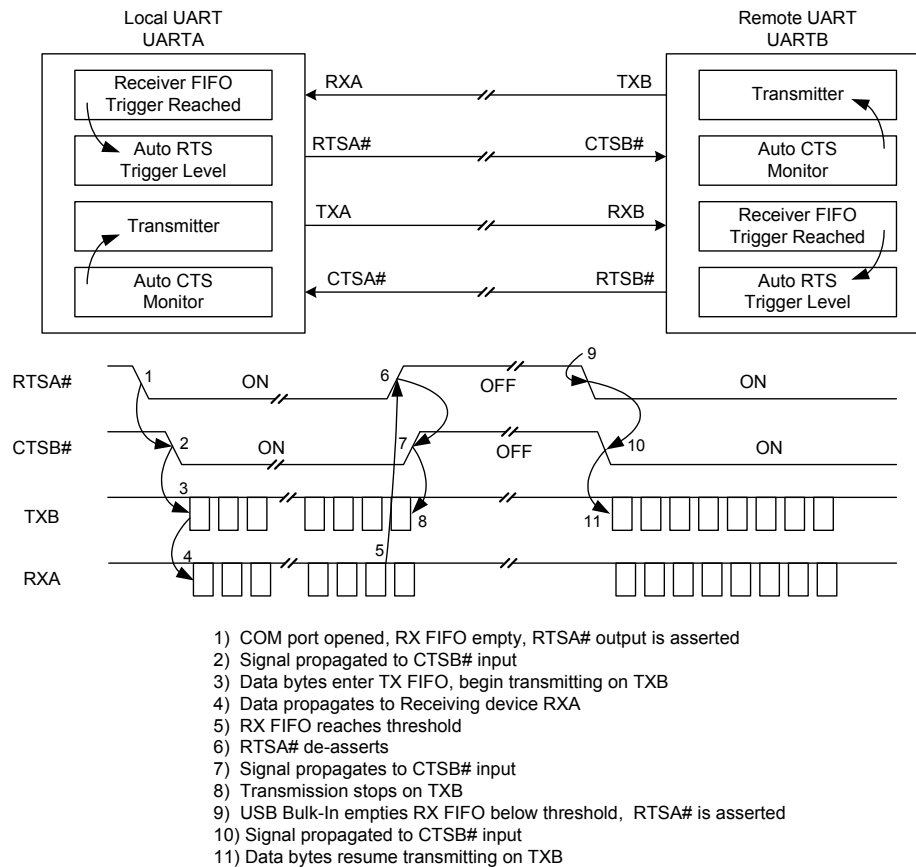 Local UART
UARTA
Remote UART
UARTB
Receiver FIFO
Trigger Reached
Auto RTS
Trigger Level
Transmitter
Auto CTS
Monitor
RXA
TXB
RTSA#
CTSB#
TXA
RXB
CTSA#
RTSB#
Transmitter
Auto CTS
Monitor
Receiver FIFO
Trigger Reached
Auto RTS
Trigger Level
RTSA#
1
ON
6
OFF
9
ON
CTSB#
2
ON
7
OFF
10
ON
TXB
3
8
11
RXA
4
5
1) COM port opened, RX FIFO empty, RTSA# output is asserted
2) Signal propagated to CTSB# input
3) Data bytes enter TX FIFO, begin transmitting on TXB
4) Data propagates to Receiving device RXA
5) RX FIFO reaches threshold
6) RTSA# de-asserts
7) Signal propagates to CTSB# input
8) Transmission stops on TXB
9) USB Bulk-In empties RX FIFO below threshold, RTSA# is asserted
10) Signal propagated to CTSB# input
11) Data bytes resume transmitting on TXB